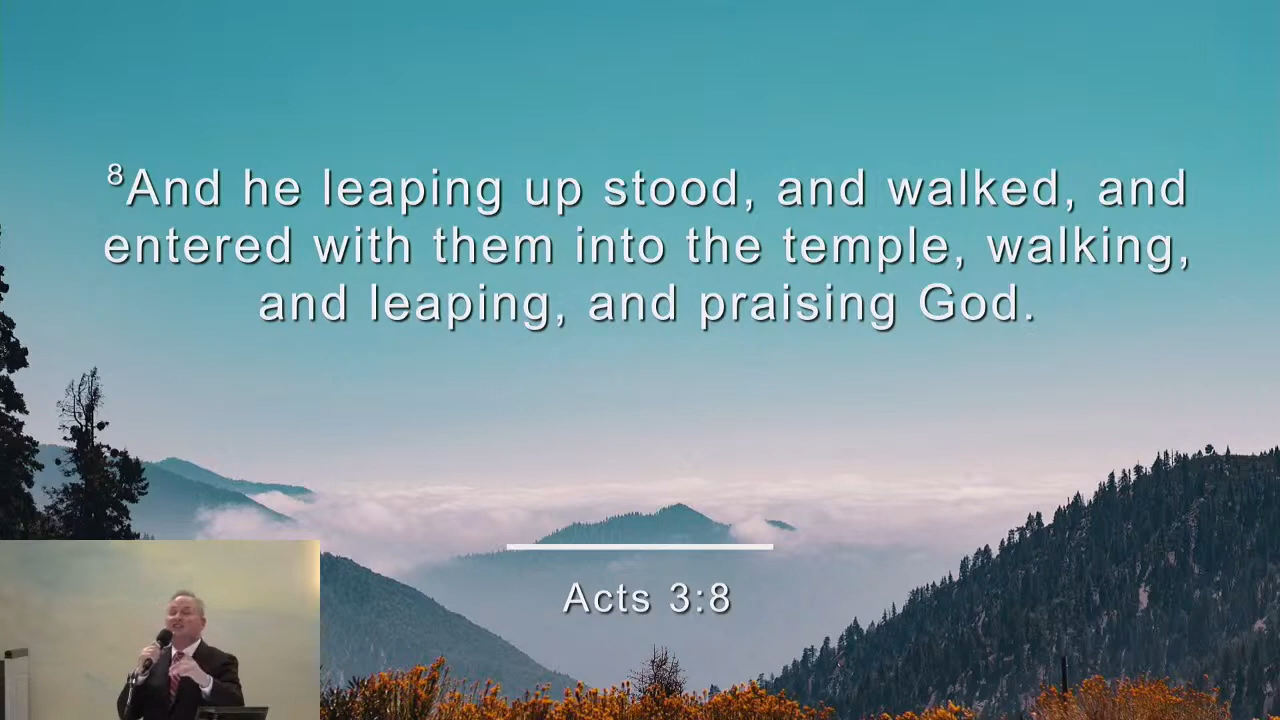 ⁸And he leaping up stood, and walked, and
entered with them into the temple, walking,
and leaping, and praising God.
Acts 3:8